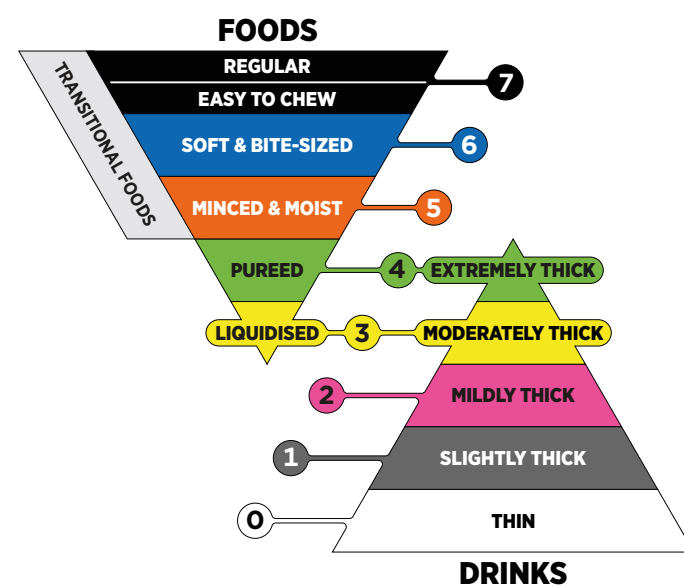 FOODS
REGULAR
7
EASY TO CHEW
TRANSITIONAL FOODS
SOFT & BITE-SIZED
6
MINCED & MOIST
5
PUREED
4
EXTREMELY THICK
LIQUIDISED
3
MODERATELY THICK
2
MILDLY THICK
1
SLIGHTLY THICK
0
THIN
DRINKS